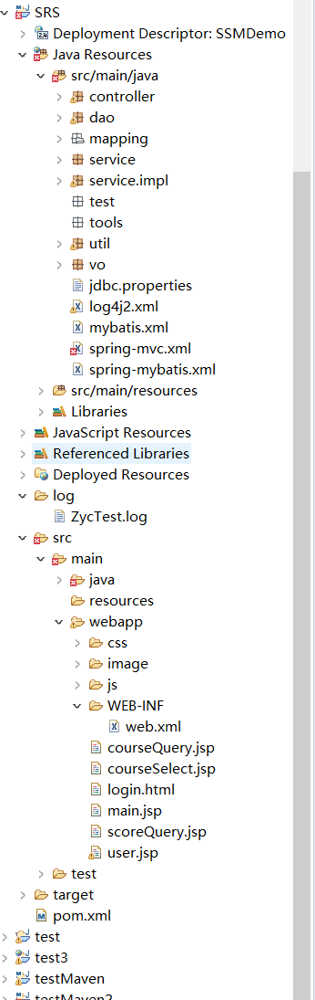 SRS
Deployment Descriptor: SSMDemo
Java Resources
src/main/java
controller
dao
mapping
service
service.impl
test
tools
util
vo
jdbc.properties
log4j2.xml
mybatis.xml
spring-mvc.xml
spring-mybatis.xml
src/main/resources
Libraries
JavaScript Resources
Referenced Libraries
Deployed Resources
log
ZycTest.log
src
main
java
resources
webapp
css
image
js
WEB-INF
web.xml
courseQuery.jsp
courseSelect.jsp
login.html
main.jsp
scoreQuery.jsp
user.jsp
test
target
pom.xml
test
test3
testMaven
testMaven2